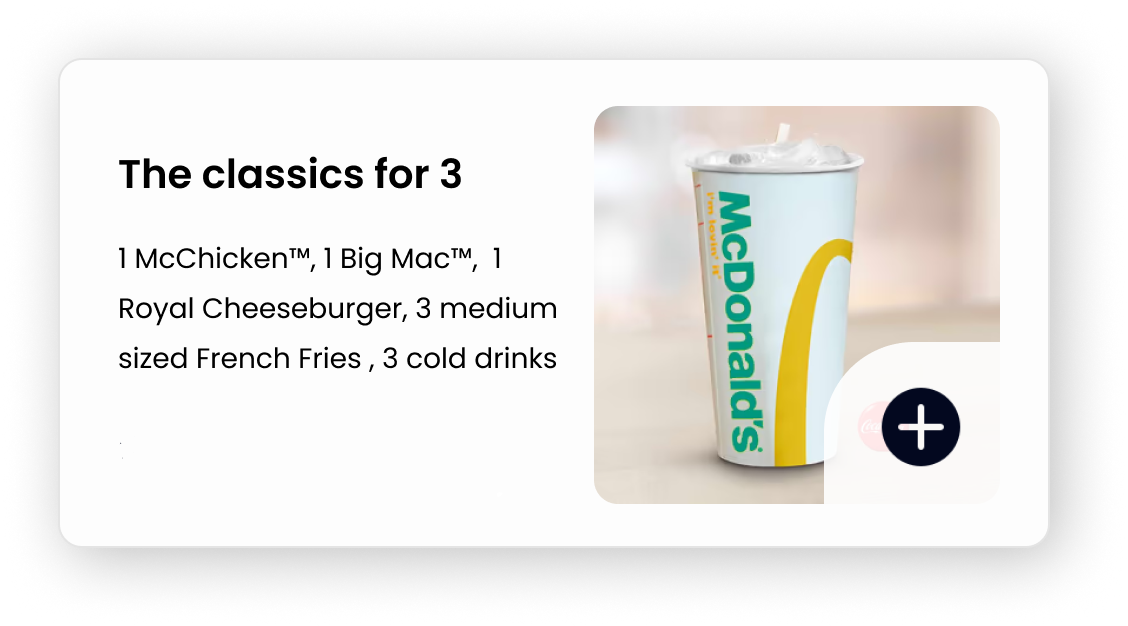 The classics for 3
1 McChicken™, 1 Big Mac™, 1
Royal Cheeseburger, 3 medium
sized French Fries , 3 cold drinks
McDonald's
i'm lovin' it